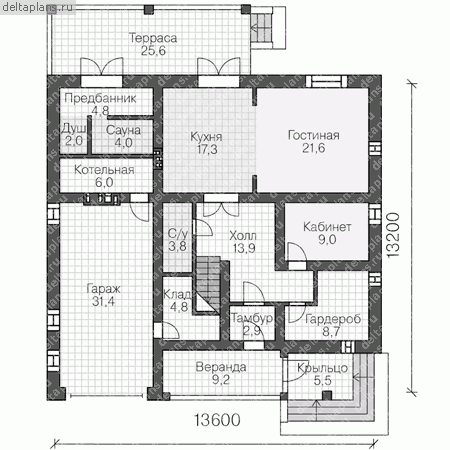 deltaplans.ru
Терраса
25,6
Предбанник
4,8
Душ
2,0
Сауна
4,0
Кухня
17,3
Гостиная
21,6
Котельная
6,0
С/у
3,8
Холл
13,9
Кабинет
9,0
13200
Гараж
31,4
Клад.
4,8
Тамбур
2,9
Гардероб
8,7
Веранда
9,2
Крыльцо
5,5
13600